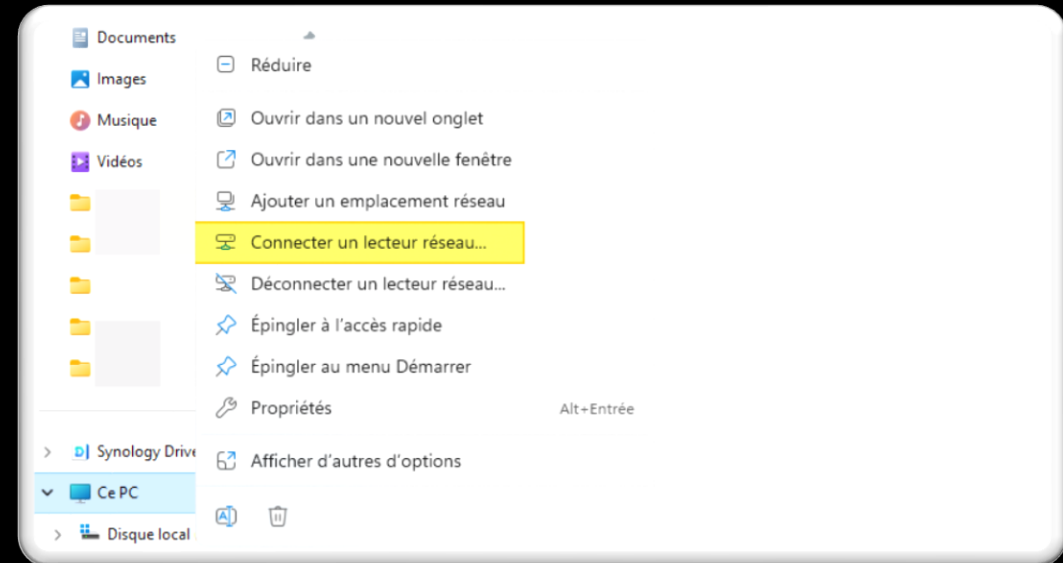 Documents
Images
Musique
Vidéos
Synology Drive
Ce PC
Disque local
Réduire
Ouvrir dans un nouvel onglet
Ouvrir dans une nouvelle fenêtre
Ajouter un emplacement réseau
Connecter un lecteur réseau...
Déconnecter un lecteur réseau...
Épingler à l'accès rapide
Épingler au menu Démarrer
Propriétés Alt+Entrée
Afficher d'autres d'options